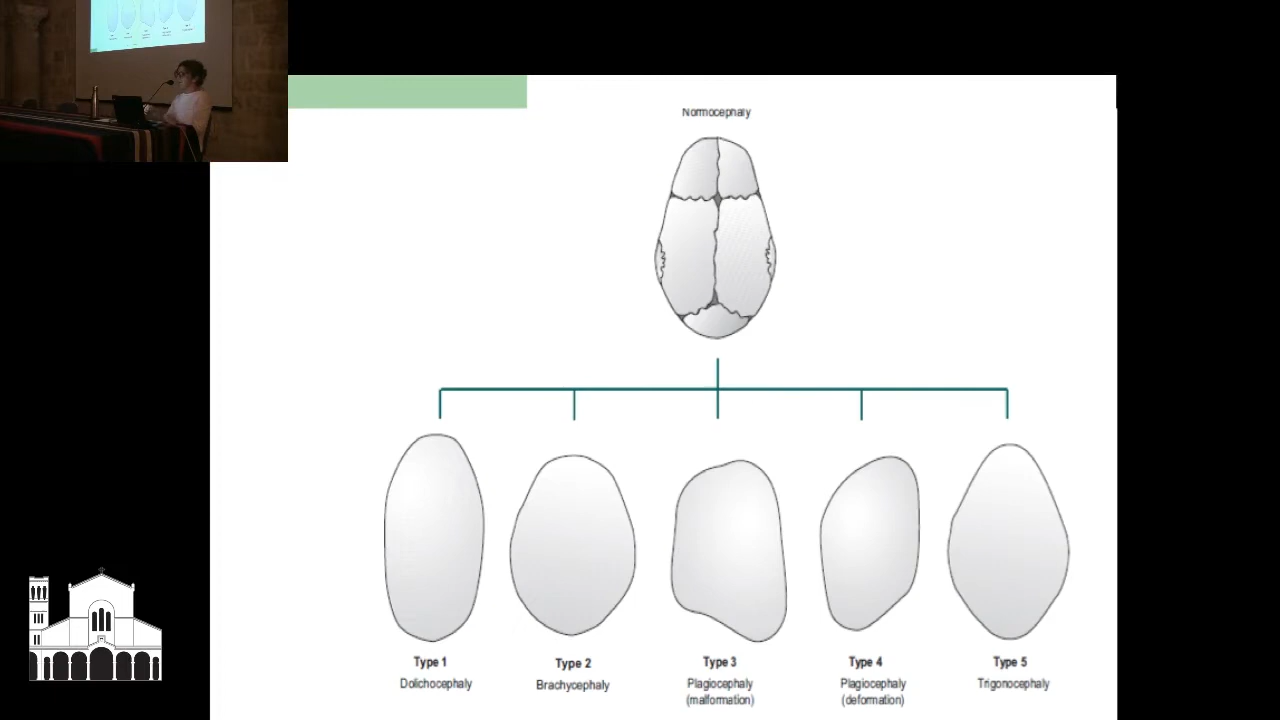 Normocephaly
Type 1
Dolichocephaly
Type 2
Brachycephaly
Type 3
Plagiocephaly
(malformation)
Type 4
Plagiocephaly
(deformation)
Type 5
Trigonocephaly